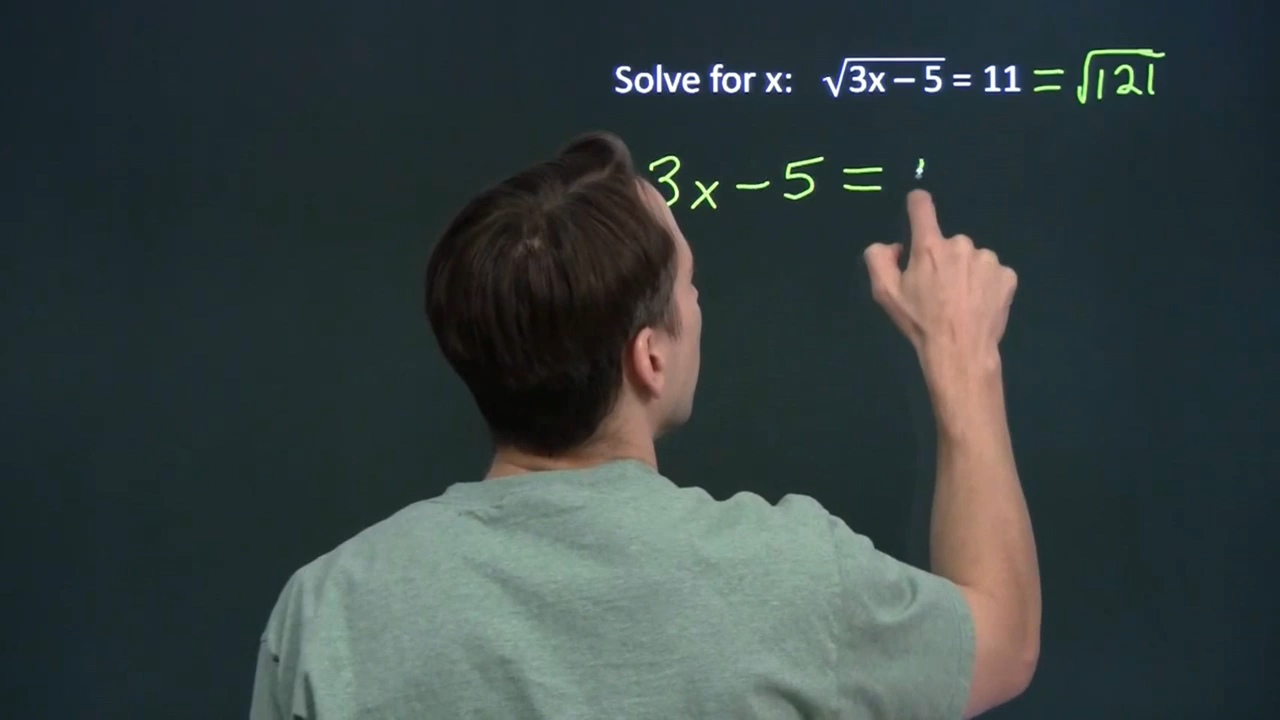 Solve for x: √3x – 5 = 11 = √121
3x - 5 =